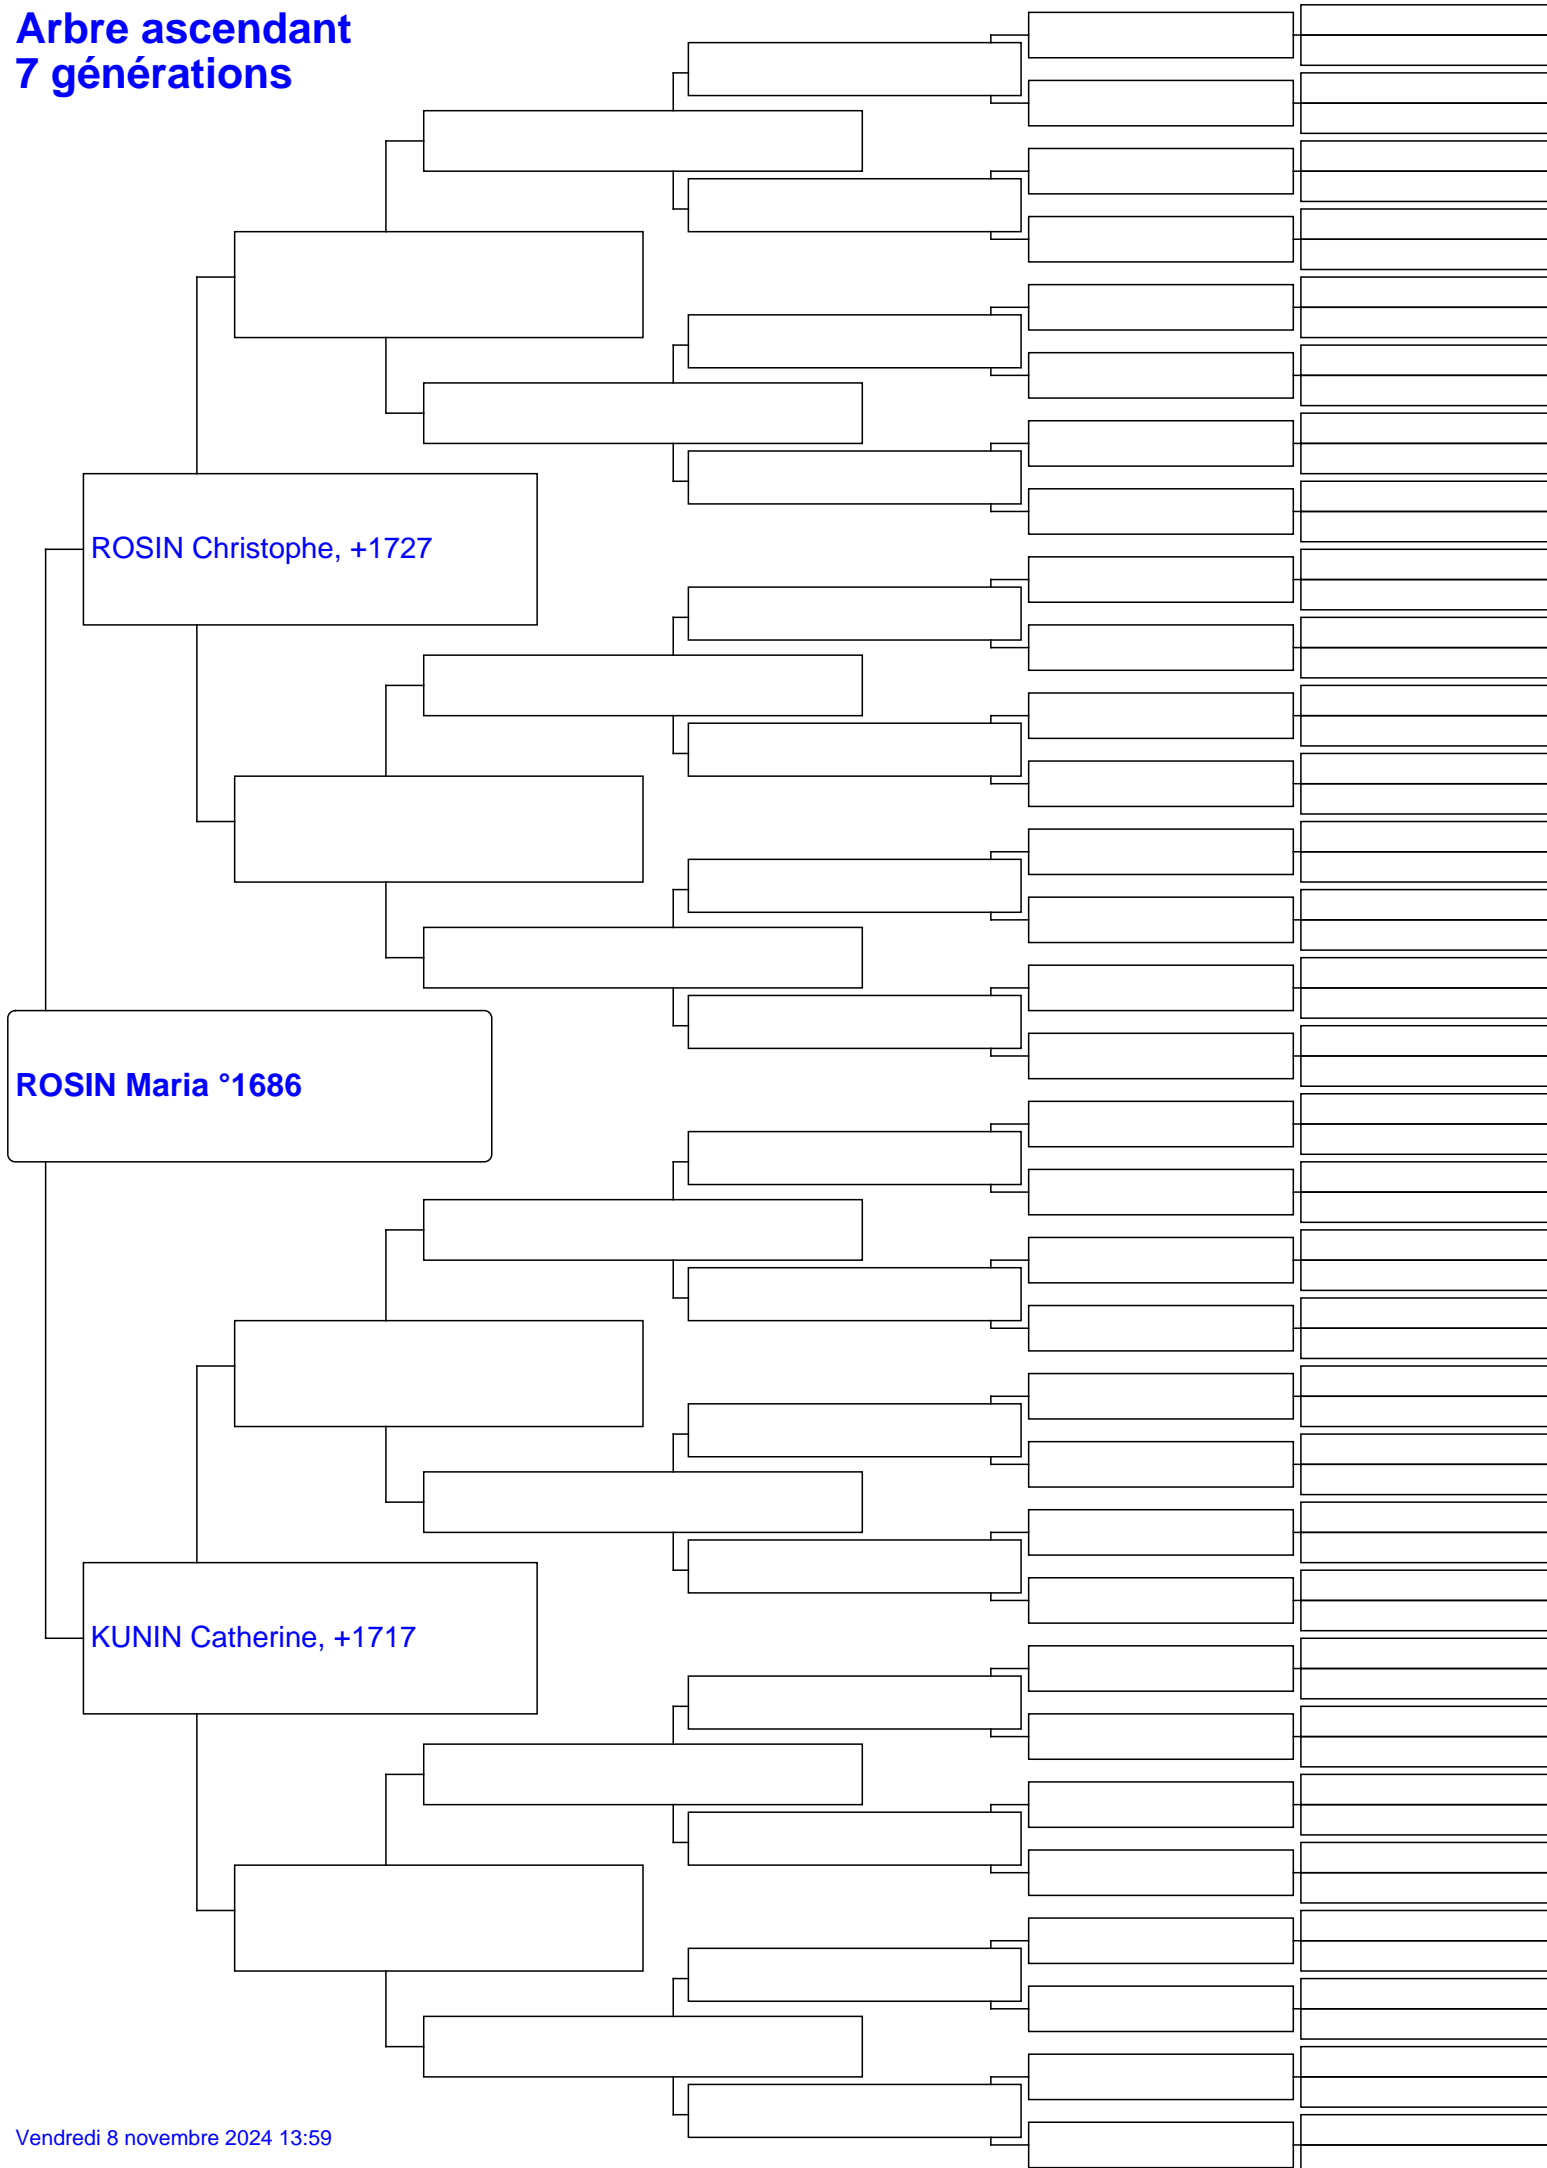 Arbre ascendant
7 générations
ROSIN Christophe, +1727
ROSIN Maria °1686
KUNIN Catherine, +1717
Vendredi 8 novembre 2024 13:59